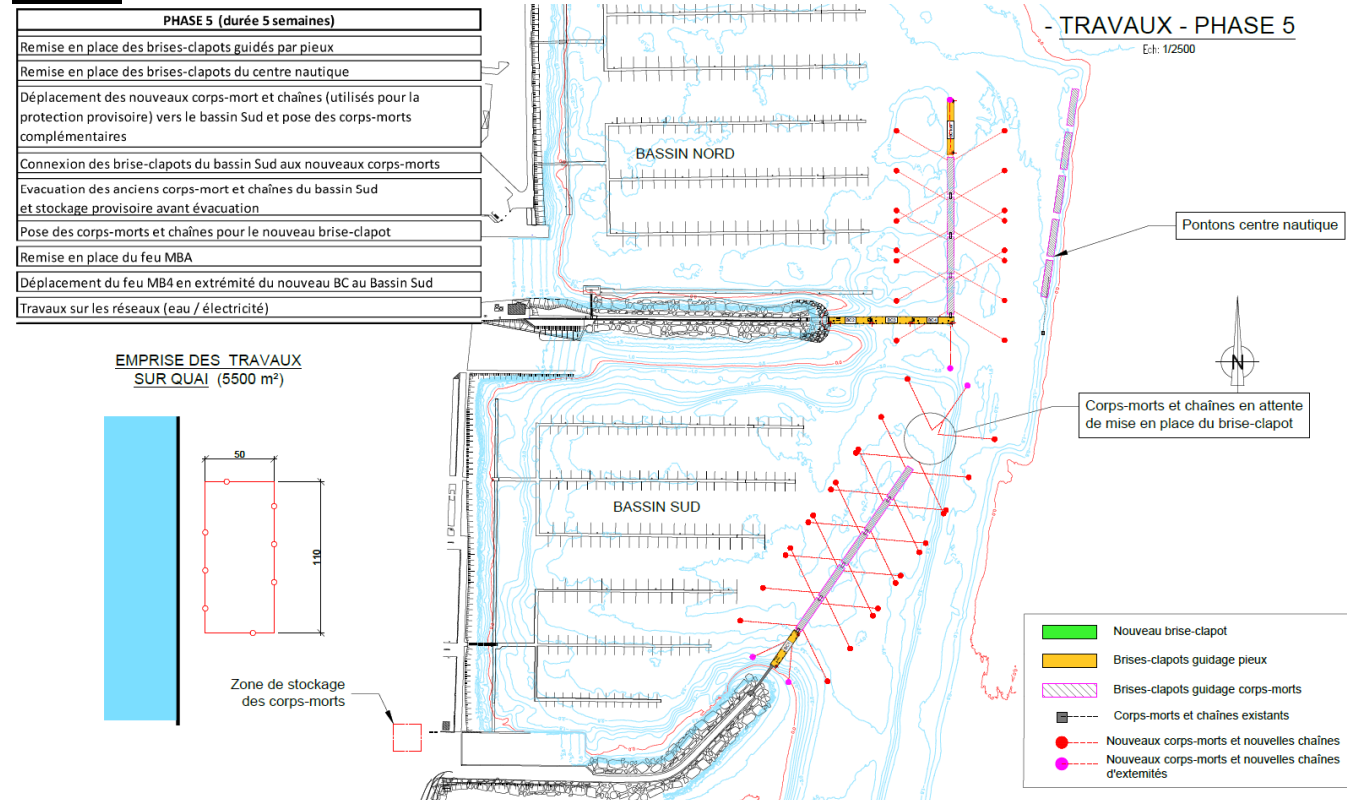 PHASE 5 (durée 5 semaines)
Remise en place des brises-clapots guidés par pieux
Remise en place des brises-clapots du centre nautique
Déplacement des nouveaux corps-mort et chaînes (utilisés pour la
protection provisoire) vers le bassin Sud et pose des corps-morts
complémentaires
Connexion des brise-clapots du bassin Sud aux nouveaux corps-morts
Evacuation des anciens corps-mort et chaînes du bassin Sud
et stockage provisoire avant évacuation
Pose des corps-morts et chaînes pour le nouveau brise-clapot
Remise en place du feu MBA
Déplacement du feu MB4 en extrémité du nouveau BC au Bassin Sud
Travaux sur les réseaux (eau / électricité)
- TRAVAUX - PHASE 5
Ech: 1/2500
BASSIN NORD
Pontons centre nautique
N
Corps-morts et chaînes en attente
de mise en place du brise-clapot
EMPRISE DES TRAVAUX
SUR QUAI (5500 m²)
50
110
BASSIN SUD
Zone de stockage
des corps-morts
Nouveau brise-clapot
Brises-clapots guidage pieux
Brises-clapots guidage corps-morts
Corps-morts et chaînes existants
Nouveaux corps-morts et nouvelles chaînes
Nouveaux corps-morts et nouvelles chaînes
d'extemités